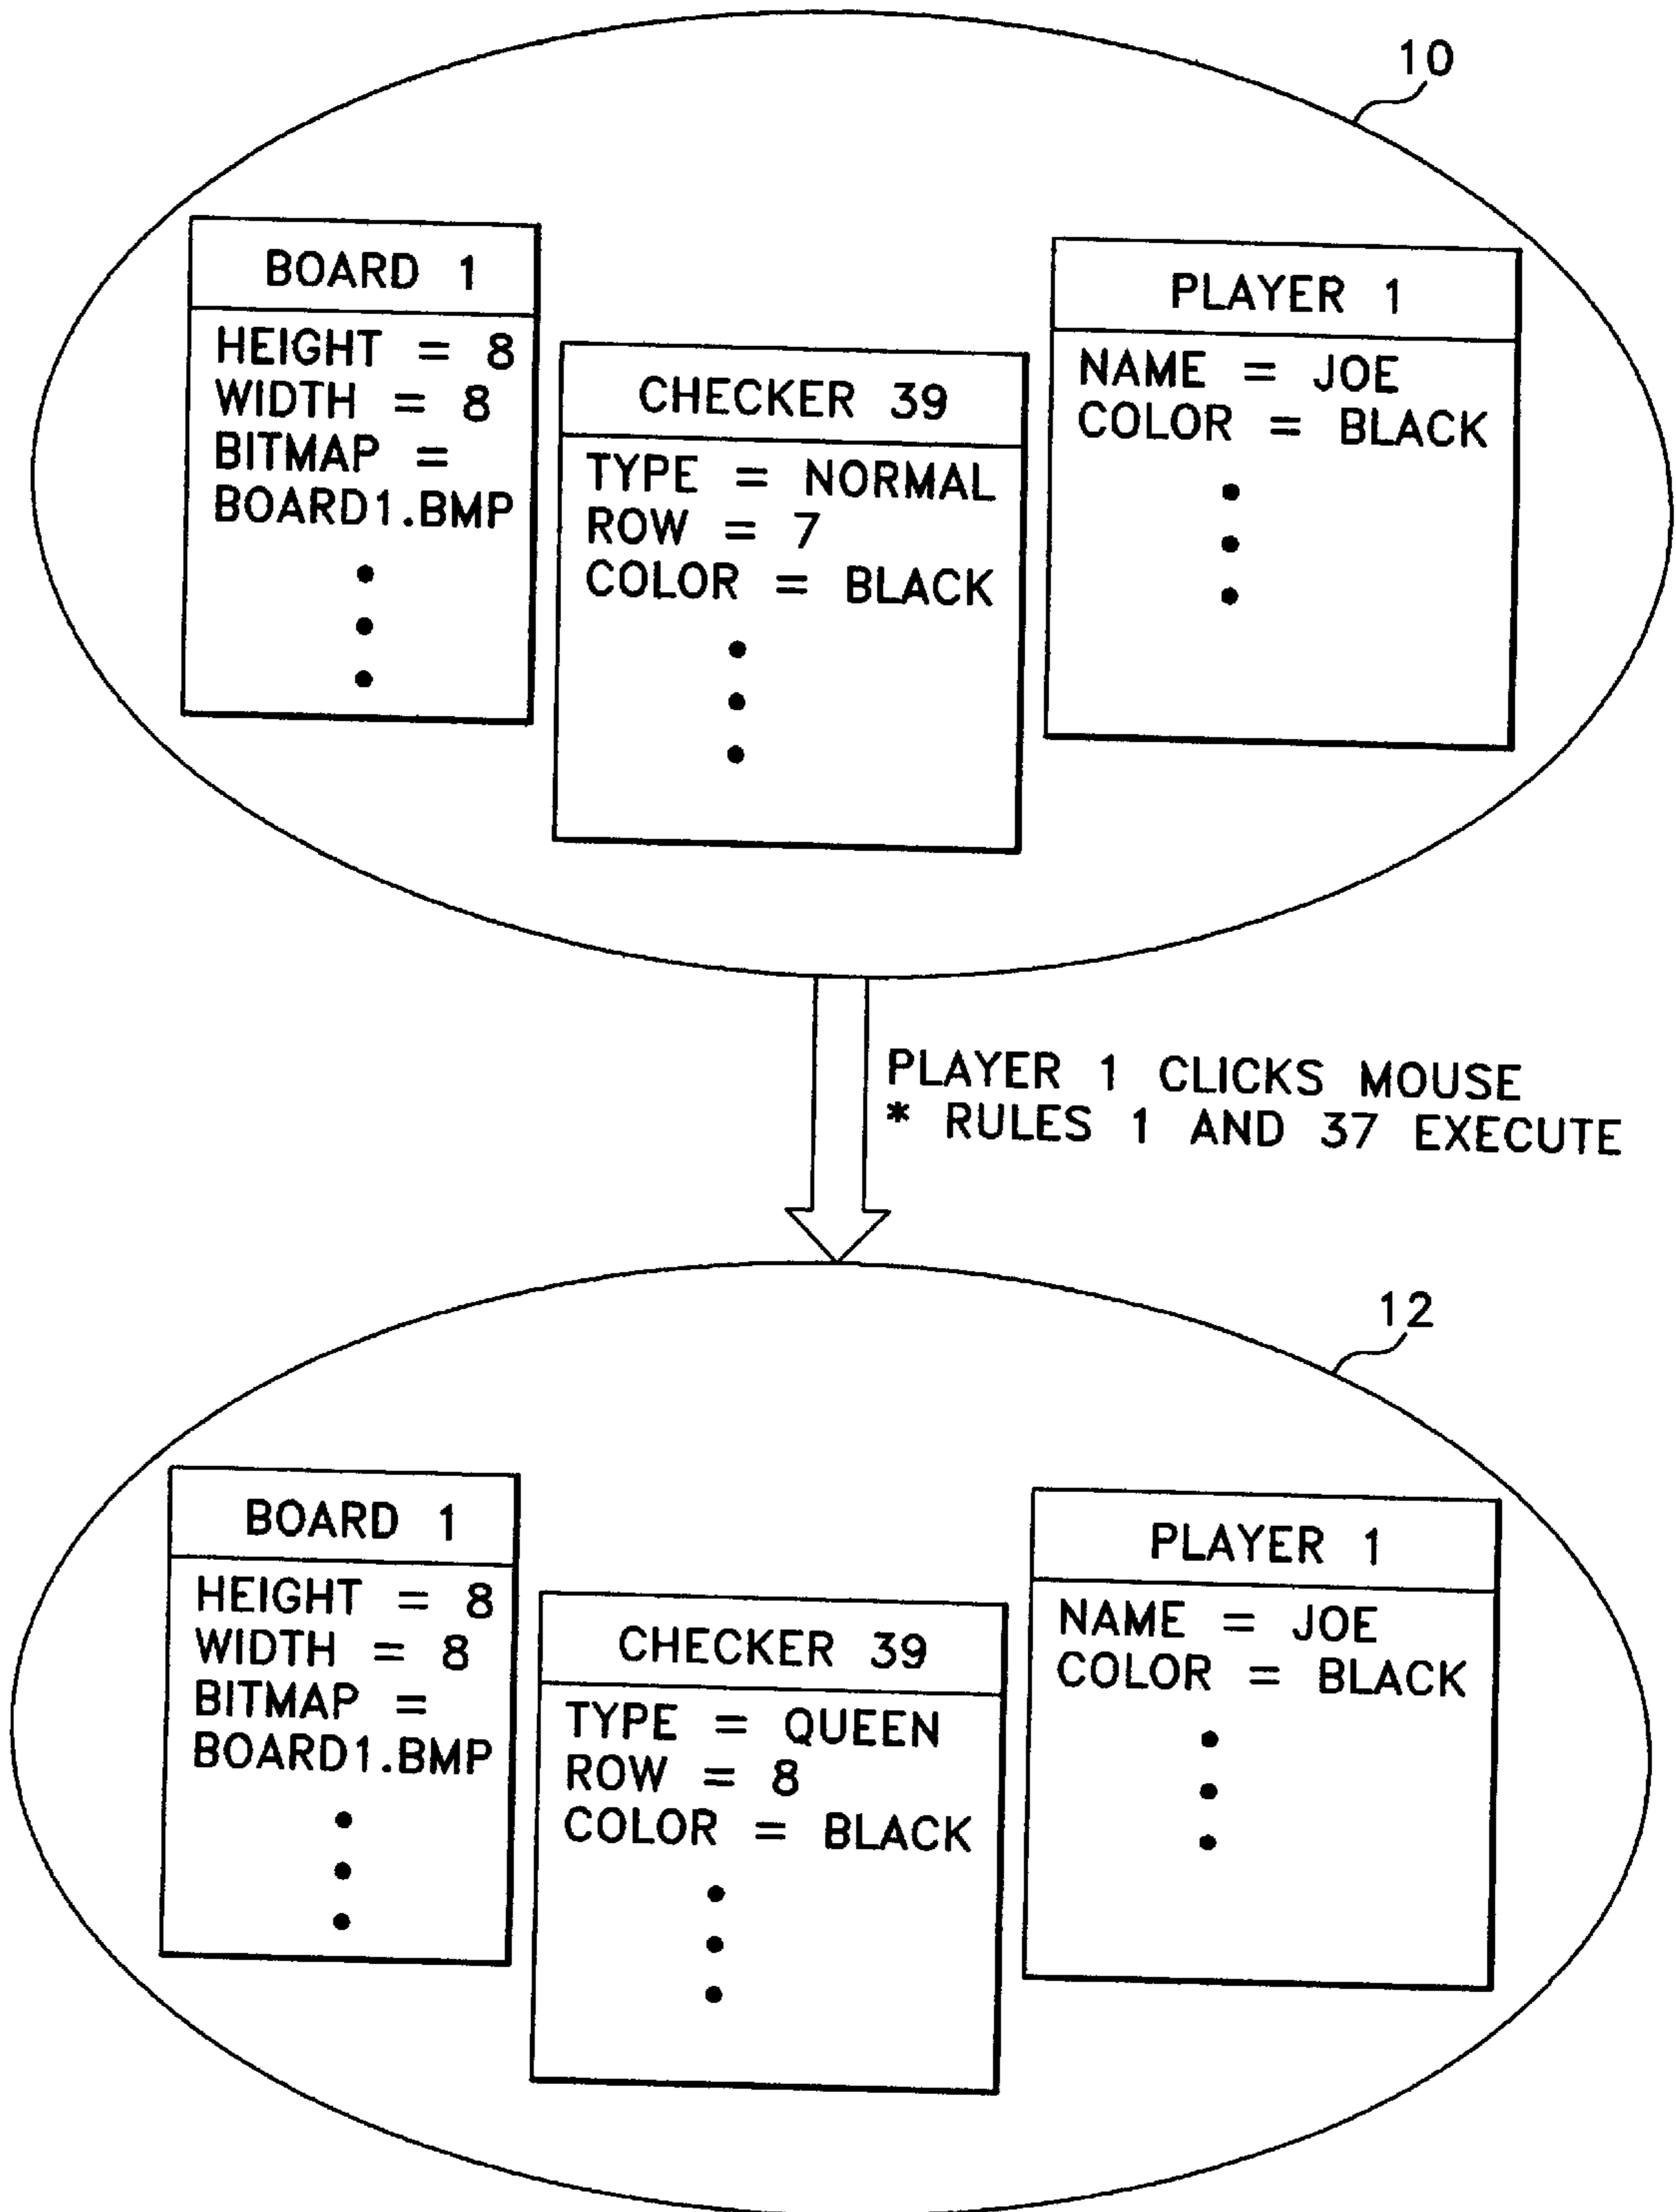 10
BOARD 1
HEIGHT = 8
WIDTH = 8
BITMAP =
BOARD1.BMP
CHECKER 39
TYPE = NORMAL
ROW = 7
COLOR = BLACK
PLAYER 1
NAME = JOE
COLOR = BLACK
PLAYER 1 CLICKS MOUSE
* RULES 1 AND 37 EXECUTE
12
BOARD 1
HEIGHT = 8
WIDTH = 8
BITMAP =
BOARD1.BMP
CHECKER 39
TYPE = QUEEN
ROW = 8
COLOR = BLACK
PLAYER 1
NAME = JOE
COLOR = BLACK